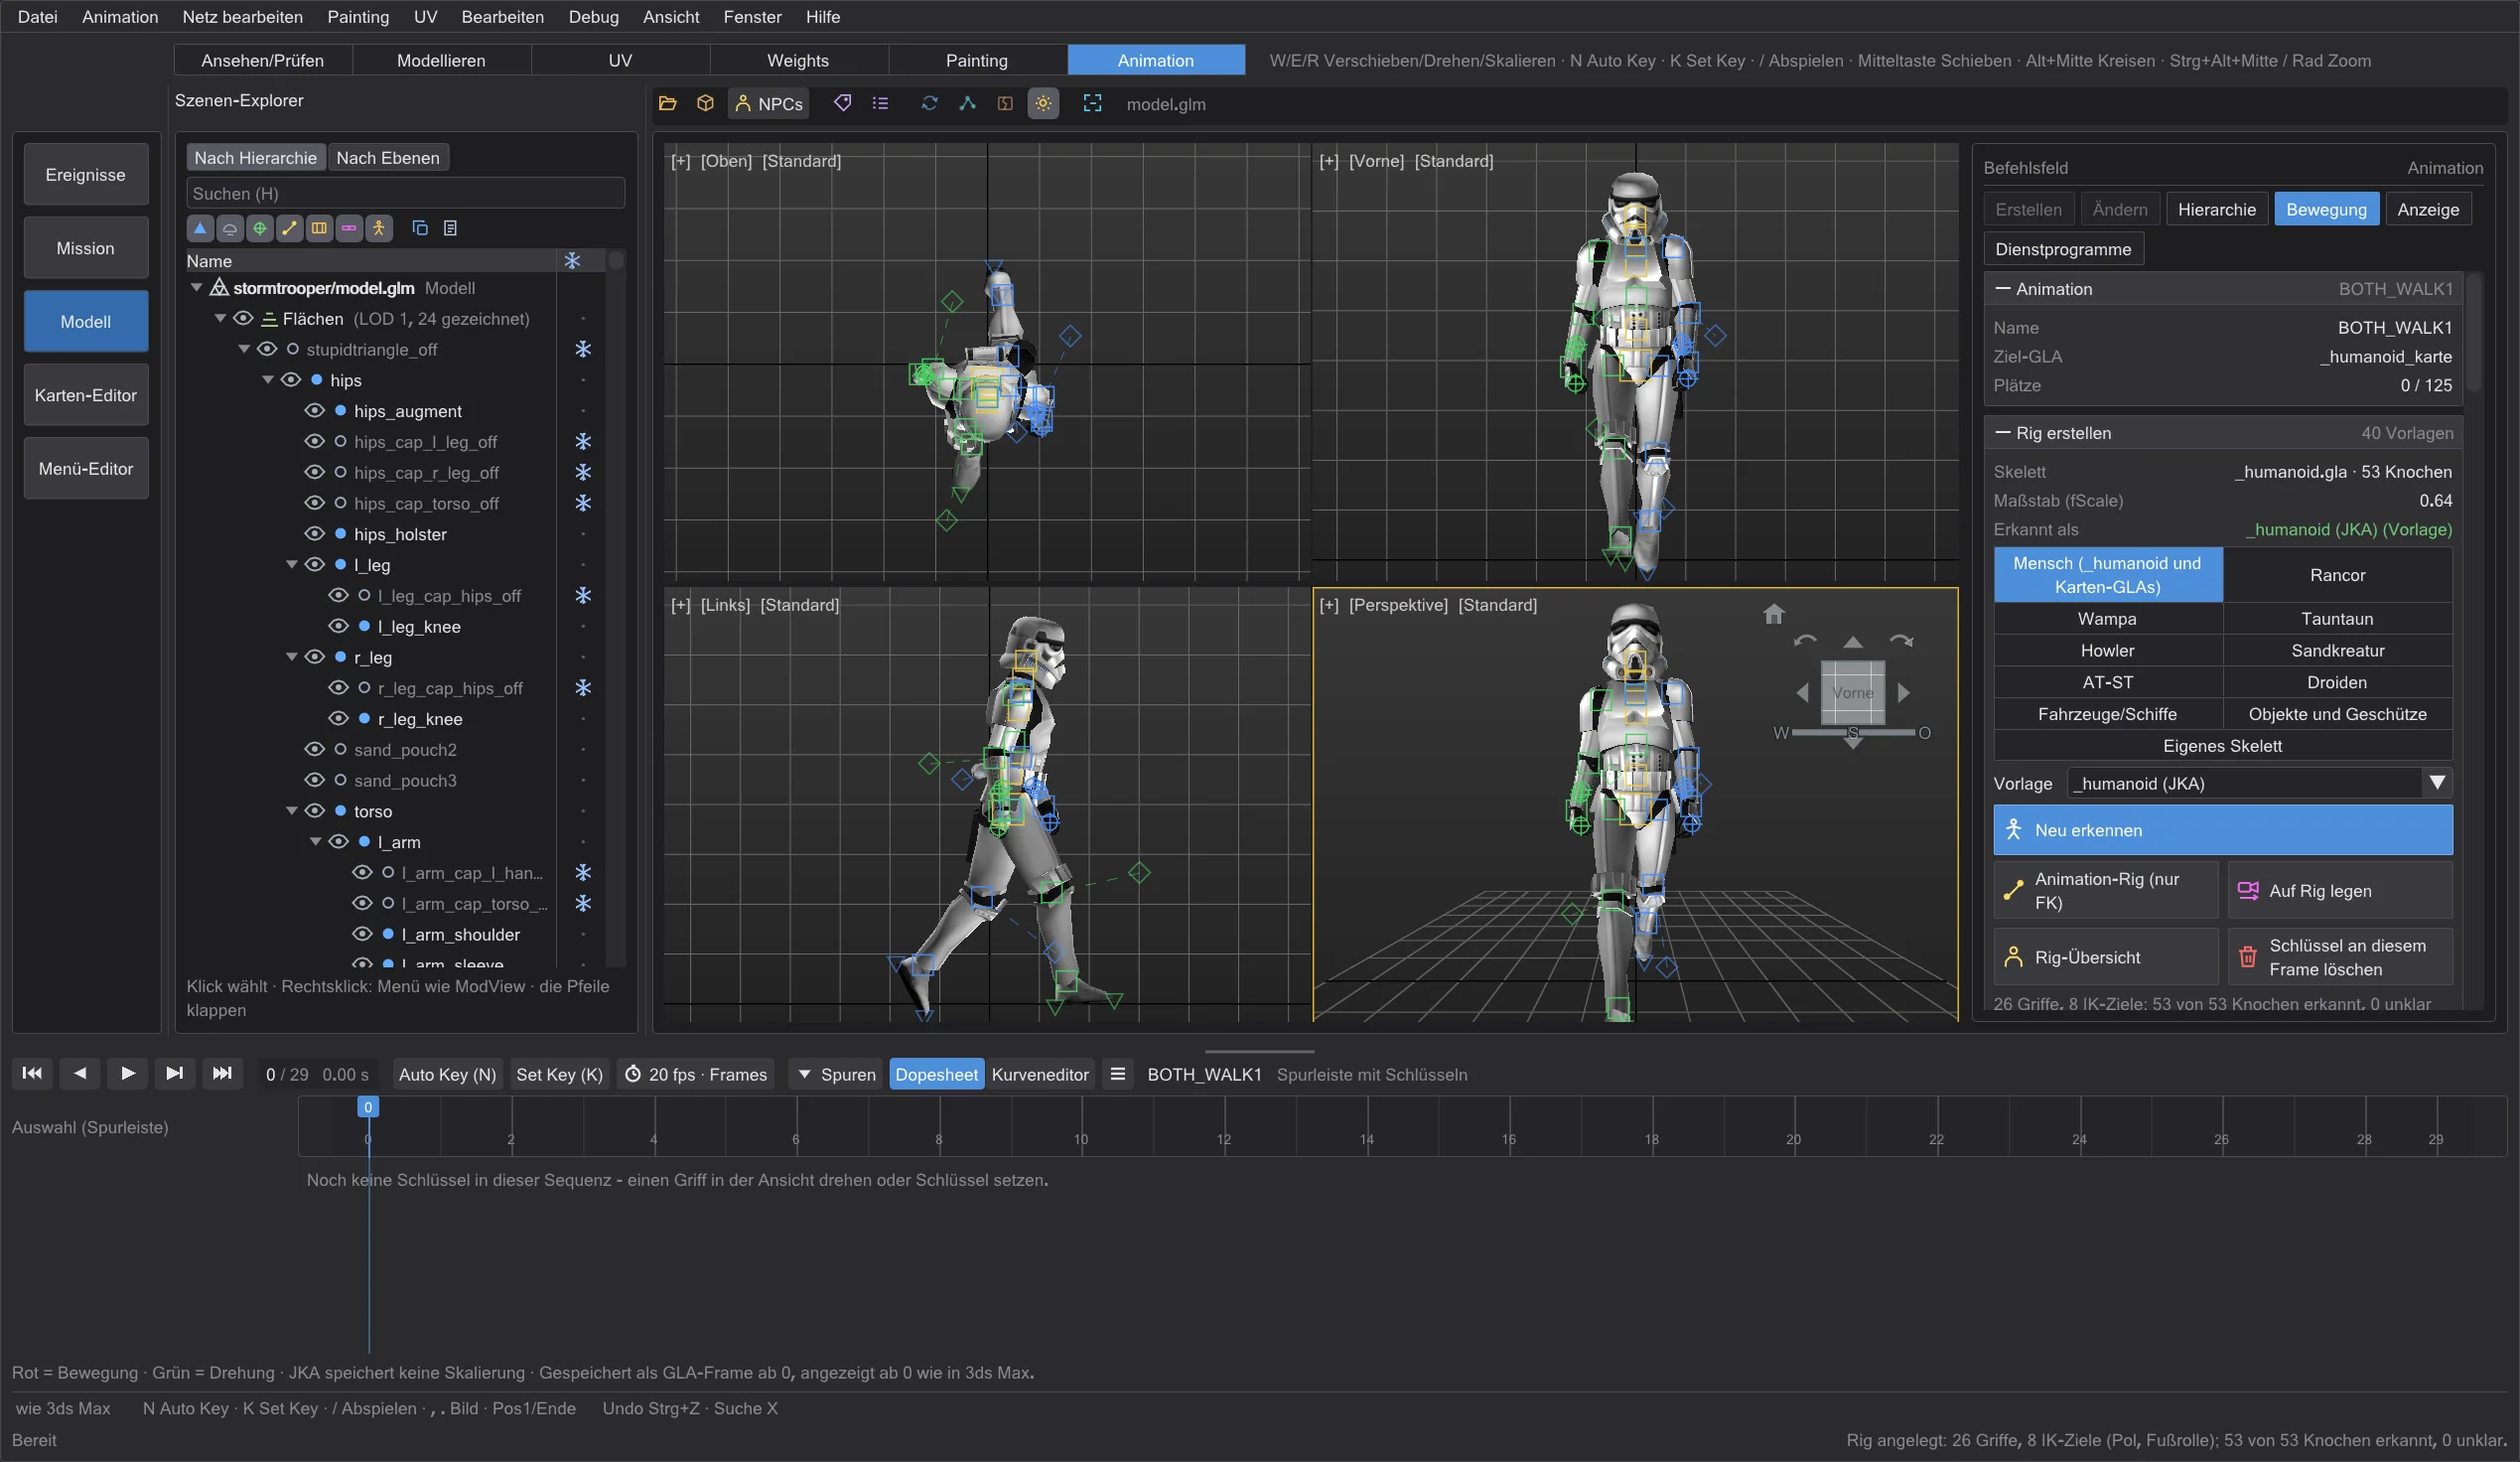 Datei Animation Netz bearbeiten Painting UV Bearbeiten Debug Ansicht Fenster Hilfe
Ansehen/Prüfen Modellieren UV Weights Painting Animation W/E/R Verschieben/Drehen/Skalieren · N Auto Key · K Set Key · / Abspielen · Mitteltaste Schieben · Alt+Mitte Kreisen · Strg+Alt+Mitte / Rad Zoom
Szenen-Explorer
NPCs model.glm
Ereignisse
Mission
Modell
Karten-Editor
Menü-Editor
Nach Hierarchie Nach Ebenen
Suchen (H)
Name
stormtrooper/model.glm Modell
Flächen (LOD 1, 24 gezeichnet)
stupidtriangle_off
hips
hips_augment
hips_cap_l_leg_off
hips_cap_r_leg_off
hips_cap_torso_off
hips_holster
l_leg
l_leg_cap_hips_off
l_leg_knee
r_leg
r_leg_cap_hips_off
r_leg_knee
sand_pouch2
sand_pouch3
torso
l_arm
l_arm_cap_l_han...
l_arm_cap_torso_...
l_arm_shoulder
l_arm_sleeve
Klick wählt · Rechtsklick: Menü wie ModView · die Pfeile
klappen
[+] [Oben] [Standard]
[+] [Vorne] [Standard]
[+] [Links] [Standard]
[+] [Perspektive] [Standard]
Vorne
W S O
Befehlsfeld Animation
Erstellen Ändern Hierarchie Bewegung Anzeige
Dienstprogramme
Animation BOTH_WALK1
Name BOTH_WALK1
Ziel-GLA _humanoid_karte
Plätze 0 / 125
Rig erstellen 40 Vorlagen
Skelett _humanoid.gla · 53 Knochen
Maßstab (fScale) 0.64
Erkannt als _humanoid (JKA) (Vorlage)
Mensch (_humanoid und
Karten-GLAs)
Rancor
Wampa Tauntaun
Howler Sandkreatur
AT-ST Droiden
Fahrzeuge/Schiffe Objekte und Geschütze
Eigenes Skelett
Vorlage _humanoid (JKA)
Neu erkennen
Animation-Rig (nur
FK)
Auf Rig legen
Rig-Übersicht
Schlüssel an diesem
Frame löschen
26 Griffe, 8 IK-Ziele; 53 von 53 Knochen erkannt, 0 unklar
0 / 29 0.00 s Auto Key (N) Set Key (K) 20 fps · Frames Spuren Dopesheet Kurveneditor BOTH_WALK1 Spurleiste mit Schlüsseln
0
Auswahl (Spurleiste)
0 2 4 6 8 10 12 14 16 18 20 22 24 26 28 29
Noch keine Schlüssel in dieser Sequenz - einen Griff in der Ansicht drehen oder Schlüssel setzen.
Rot = Bewegung · Grün = Drehung · JKA speichert keine Skalierung · Gespeichert als GLA-Frame ab 0, angezeigt ab 0 wie in 3ds Max.
wie 3ds Max N Auto Key · K Set Key · / Abspielen · , . Bild · Pos1/Ende Undo Strg+Z · Suche X
Bereit
Rig angelegt: 26 Griffe, 8 IK-Ziele (Pol, Fußrolle); 53 von 53 Knochen erkannt, 0 unklar.